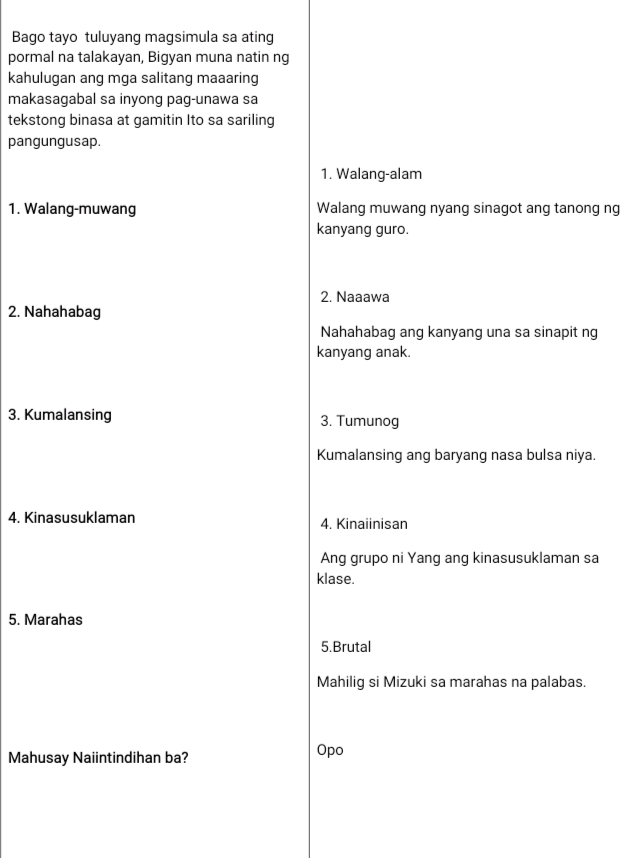 Bago tayo tuluyang magsimula sa ating
pormal na talakayan, Bigyan muna natin ng
kahulugan ang mga salitang maaaring
makasagabal sa inyong pag-unawa sa
tekstong binasa at gamitin Ito sa sariling
pangungusap.
1. Walang-muwang
2. Nahahabag
3. Kumalansing
4. Kinasusuklaman
5. Marahas
Mahusay Naiintindihan ba?
1. Walang-alam
Walang muwang nyang sinagot ang tanong ng
kanyang guro.
2. Naaawa
Nahahabag ang kanyang una sa sinapit ng
kanyang anak.
3. Tumunog
Kumalansing ang baryang nasa bulsa niya.
4. Kinaiinisan
Ang grupo ni Yang ang kinasusuklaman sa
klase.
5.Brutal
Mahilig si Mizuki sa marahas na palabas.
Opo